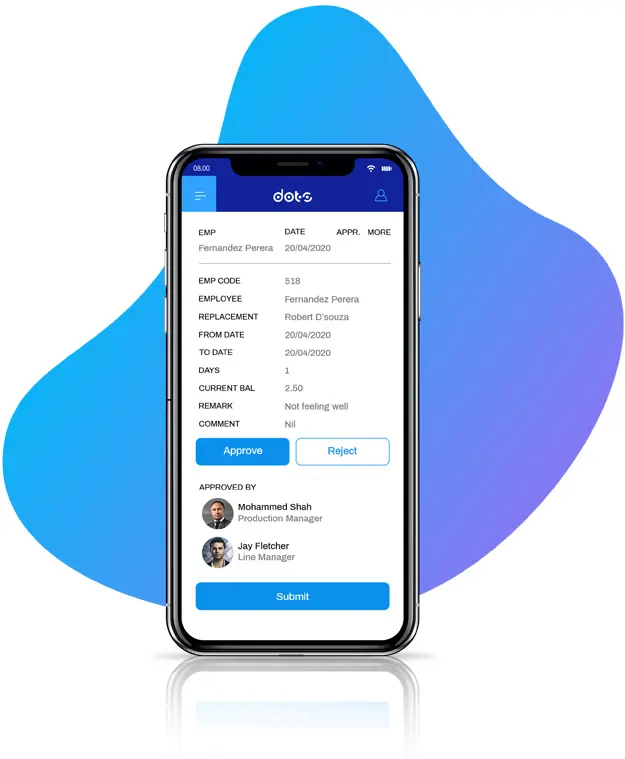 08.00
dots
EMP DATE APPR. MORE
Fernandez Perera 20/04/2020
EMP CODE 518
EMPLOYEE Fernandez Perera
REPLACEMENT Robert D'souza
FROM DATE 20/04/2020
TO DATE 20/04/2020
DAYS 1
CURRENT BAL 2.50
REMARK Not feeling well
COMMENT Nil
Approve Reject
APPROVED BY
Mohammed Shah
Production Manager
Jay Fletcher
Line Manager
Submit